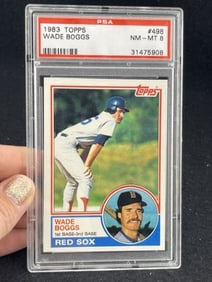 PSA
1983 TOPPS
#498
WADE BOGGS
NM-MT 8
31475908
Topps
WADE
BOGGS
1st BASE-3rd BASE
RED SOX
B